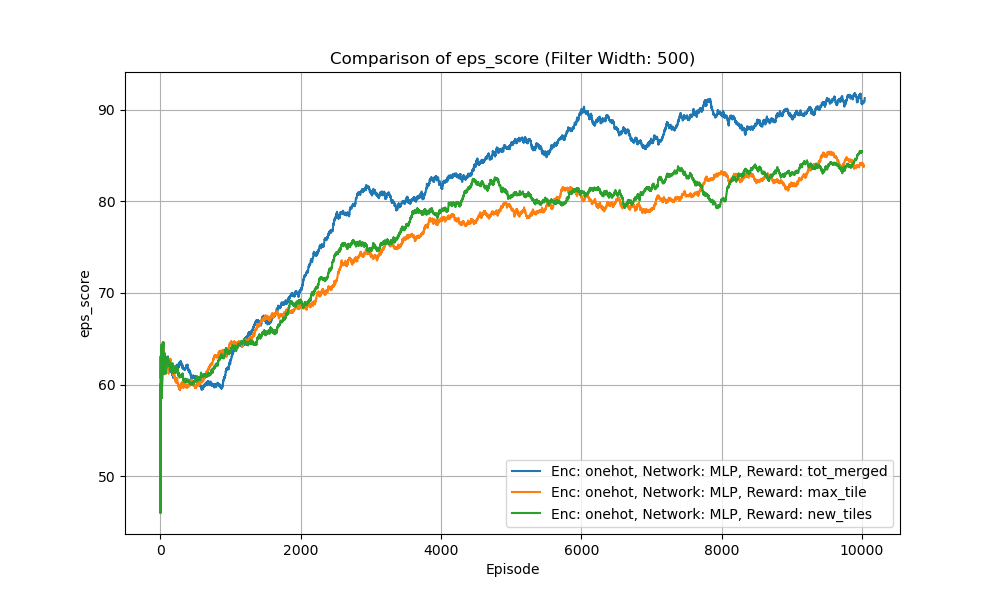 Comparison of eps_score (Filter Width: 500)
eps_score
90
80
70
60
50
Enc: onehot, Network: MLP, Reward: tot_merged
Enc: onehot, Network: MLP, Reward: max_tile
Enc: onehot, Network: MLP, Reward: new_tiles
0
2000
4000
6000
8000
10000
Episode